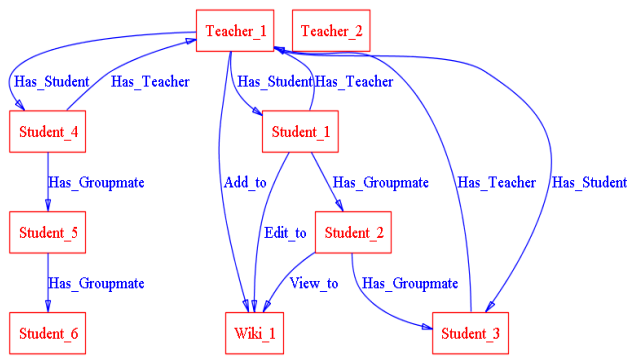 Teacher_1 Teacher_2
Has_Student Has_Teacher Has_Student Has_Teacher
Student_4 Student_1
Has_Groupmate Add_to Has_Groupmate Has_Teacher Has_Student
Student_5 Edit_to Student_2
Has_Groupmate View_to Has_Groupmate
Student_6 Wiki_1 Student_3